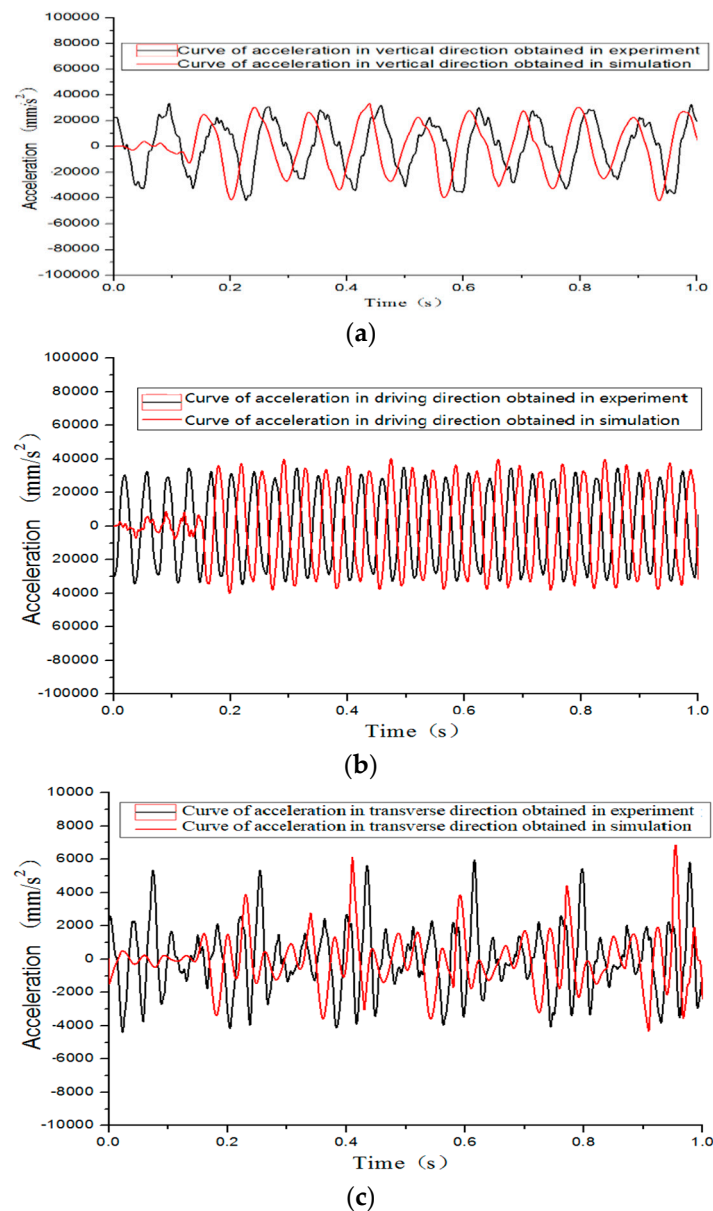 100000
80000
60000
40000
20000
0
-20000
-40000
-60000
-80000
-100000
Acceleration (mm/s²)
Curve of acceleration in vertical direction obtained in experiment
Curve of acceleration in vertical direction obtained in simulation
0.0 0.2 0.4 0.6 0.8 1.0
Time (s)
(a)
100000
80000
60000
40000
20000
0
-20000
40000
-60000
-80000
-100000
Acceleration (mm/s²)
Curve of acceleration in driving direction obtained in experiment
Curve of acceleration in driving direction obtained in simulation
0.0 0.2 0.4 0.6 0.8 1.0
Time (s)
(b)
10000
8000
6000
4000
2000
0
-2000
-4000
-6000
-8000
-10000
Acceleration (mm/s²)
Curve of acceleration in transverse direction obtained in experiment
Curve of acceleration in transverse direction obtained in simulation
0.0 0.2 0.4 0.6 0.8 1.0
Time (s)
(c)